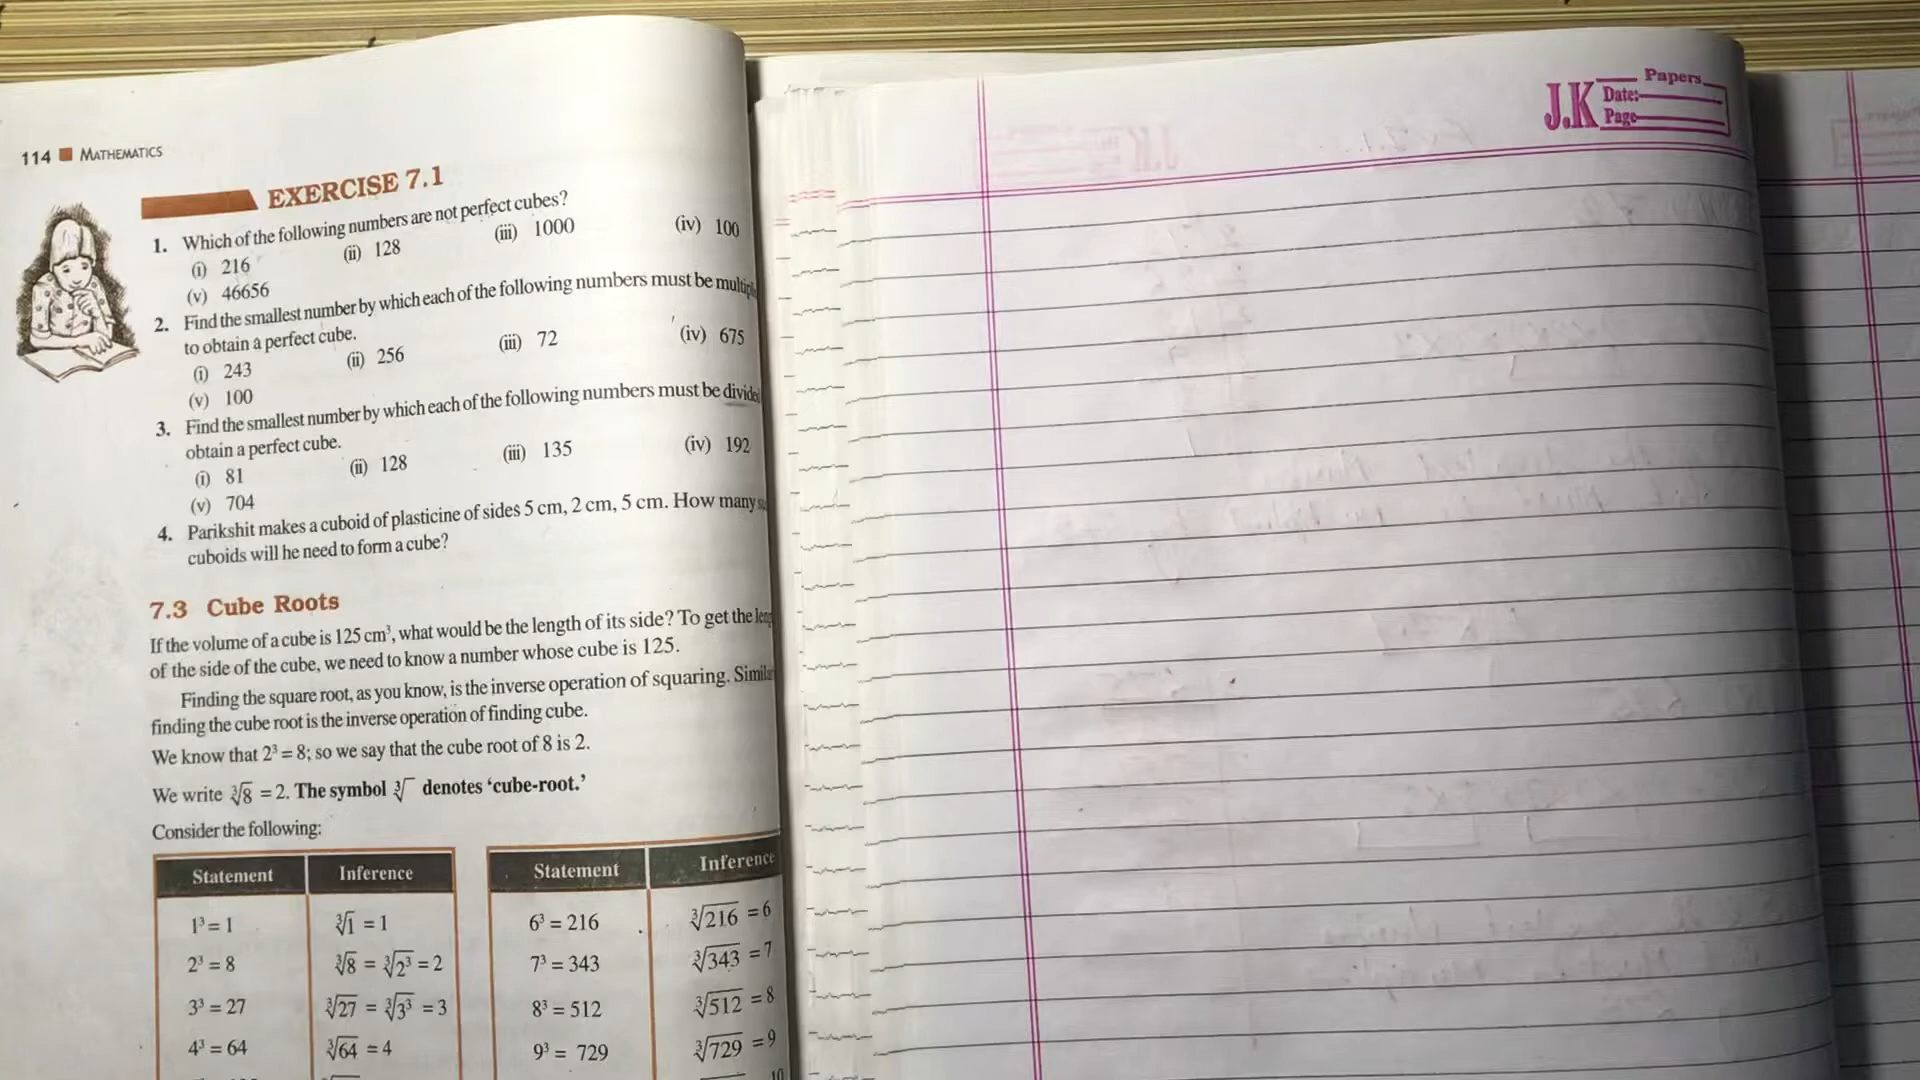 114 MATHEMATICS
EXERCISE 7.1
1. Which of the following numbers are not perfect cubes?
(i) 216 (ii) 128 (iii) 1000 (iv) 100
(v) 46656
2. Find the smallest number by which each of the following numbers must be
to obtain a perfect cube.
(i) 243 (ii) 256 (iii) 72 (iv) 675
(v) 100
3. Find the smallest number by which each of the following numbers must be divided
obtain a perfect cube.
(i) 81 (ii) 128 (iii) 135 (iv) 192
(v) 704
4. Parikshit makes a cuboid of plasticine of sides 5 cm, 2 cm, 5 cm. How many
cuboids will he need to form a cube?
7.3 Cube Roots
If the volume of a cube is 125 cm³, what would be the length of its side? To get the
of the side of the cube, we need to know a number whose cube is 125.
Finding the square root, as you know, is the inverse operation of squaring.
finding the cube root is the inverse operation of finding cube.
We know that 2³ = 8; so we say that the cube root of 8 is 2.
We write ∛8 = 2. The symbol ∛ denotes ‘cube-root.’
Consider the following:
Statement Inference Statement Inference
1³ = 1 ∛1 = 1 6³ = 216 ∛216 = 6
2³ = 8 ∛8 = ∛2³ = 2 7³ = 343 ∛343 = 7
3³ = 27 ∛27 = ∛3³ = 3 8³ = 512 ∛512 = 8
4³ = 64 ∛64 = 4 9³ = 729 ∛729 = 9
10
J.K Papers
Date:
Page